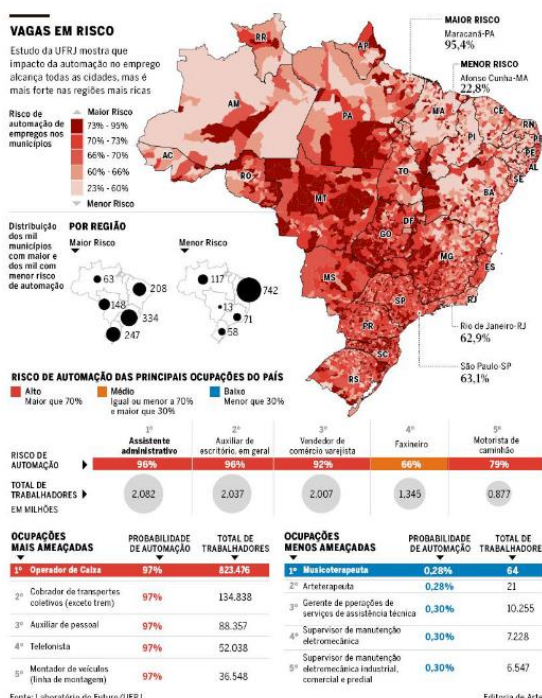 VAGAS EM RISCO
Estudo da UFRJ mostra que
impacto da automação no emprego
alcança todas as cidades, mas é
mais forte nas regiões mais ricas
Risco de
automação de
empregos nos
municípios
Maior Risco
73% - 95%
70% - 73%
66% - 70%
60% - 66%
23% - 60%
Menor Risco
MAIOR RISCO
Maracanã-PA
95,4%
MENOR RISCO
Afonso Cunha-MA
22,8%
RR
AP
AM
PA
MA
CE
RN
PB
PE
AL
SE
PI
AC
RO
TO
BA
MT
DF
GO
MG
ES
MS
SP
RJ
PR
SC
RS
Rio de Janeiro-RJ
62,9%
São Paulo-SP
63,1%
Distribuição
dos mil
municípios
com maior e
dos mil com
menor risco
de automação
POR REGIÃO
Maior Risco
63
208
148
334
247
Menor Risco
117
742
13
71
58
RISCO DE AUTOMAÇÃO DAS PRINCIPAIS OCUPAÇÕES DO PAÍS
Alto
Maior que 70%
Médio
Igual ou menor a 70%
e maior que 30%
Baixo
Menor que 30%
1º Assistente administrativo
2º Auxiliar de escritório, em geral
3º Vendedor de comércio varejista
4º Faxineiro
5º Motorista de caminhão
RISCO DE AUTOMAÇÃO 96% 96% 92% 66% 79%
TOTAL DE TRABALHADORES EM MILHÕES 2.082 2.037 2.007 1.345 0.877
OCUPAÇÕES MAIS AMEAÇADAS PROBABILIDADE DE AUTOMAÇÃO TOTAL DE TRABALHADORES
1º Operador de Caixa 97% 823.476
2º Cobrador de transportes coletivos (exceto trem) 97% 134.838
3º Auxiliar de pessoal 97% 88.357
4º Telefonista 97% 52.038
5º Montador de veículos (linha de montagem) 97% 36.548
OCUPAÇÕES MENOS AMEAÇADAS PROBABILIDADE DE AUTOMAÇÃO TOTAL DE TRABALHADORES
1º Musicoterapeuta 0,28% 64
2º Arteterapeuta 0,28% 21
3º Gerente de pperações de serviços de assistência técnica 0,30% 10.255
4º Supervisor de manutenção eletromecânica 0,30% 7.228
5º Supervisor de manutenção eletromecânica industrial, comercial e predial 0,30% 6.547
Fonte: Laboratório do Futuro/UFRJ
Editoria de Arte